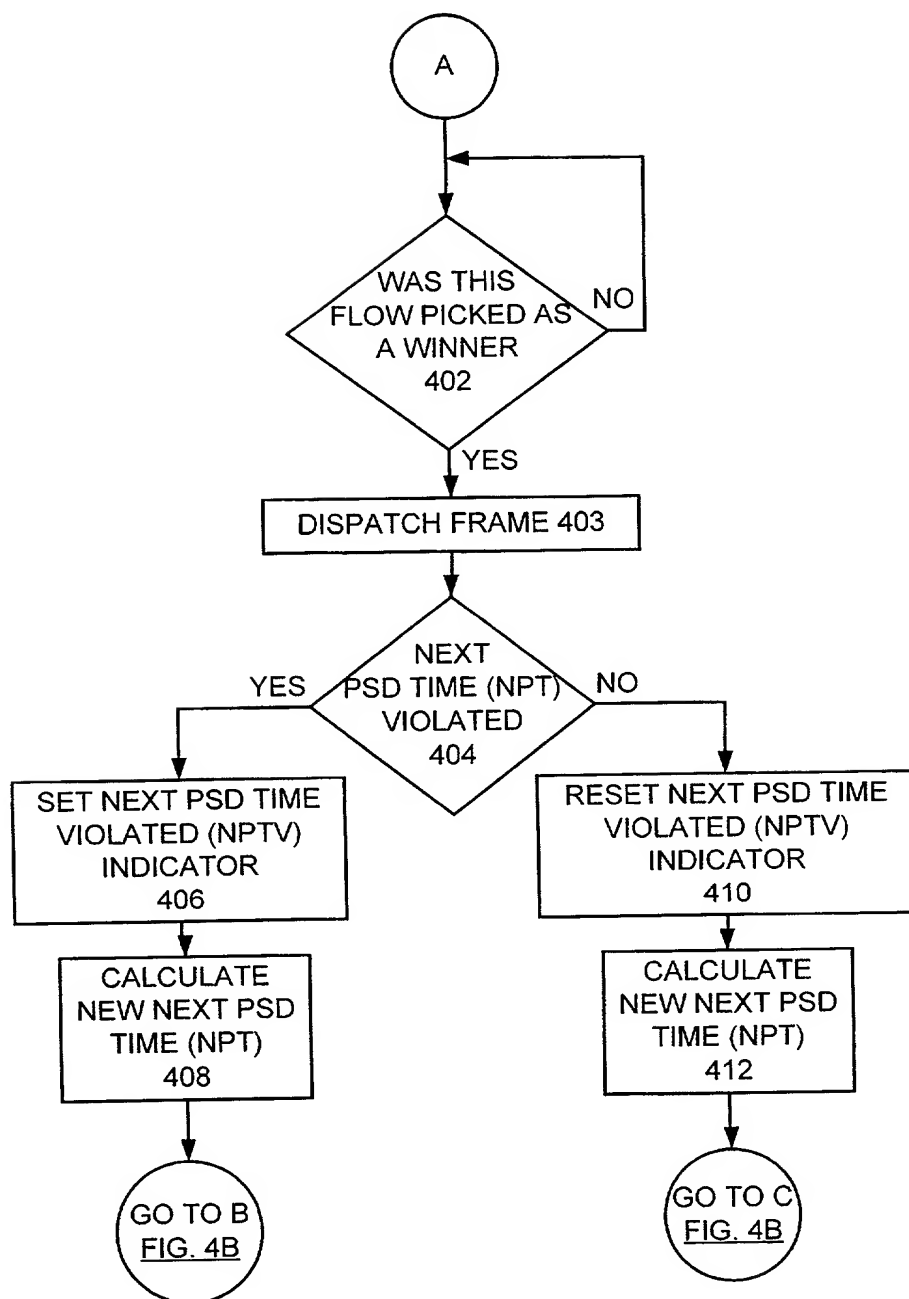 A
WAS THIS
FLOW PICKED AS
A WINNER
402
NO
YES
DISPATCH FRAME 403
NEXT
PSD TIME (NPT)
VIOLATED
404
YES
NO
SET NEXT PSD TIME
VIOLATED (NPTV)
INDICATOR
406
RESET NEXT PSD TIME
VIOLATED (NPTV)
INDICATOR
410
CALCULATE
NEW NEXT PSD
TIME (NPT)
408
CALCULATE
NEW NEXT PSD
TIME (NPT)
412
GO TO B
FIG. 4B
GO TO C
FIG. 4B